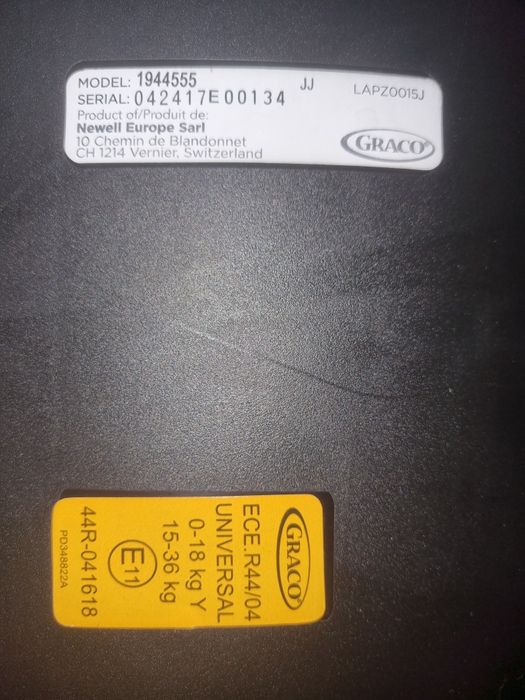 MODEL: 1944555 JJ LAPZ0015J
SERIAL: 042417E00134
Product of/Produit de:
Newell Europe Sarl
10 Chemin de Blandonnet
CH 1214 Vernier, Switzerland
GRACO
GRACO
ECE.R44/04
UNIVERSAL
0-18 kg Y
15-36 kg
E11
44R-041618
PD348822A